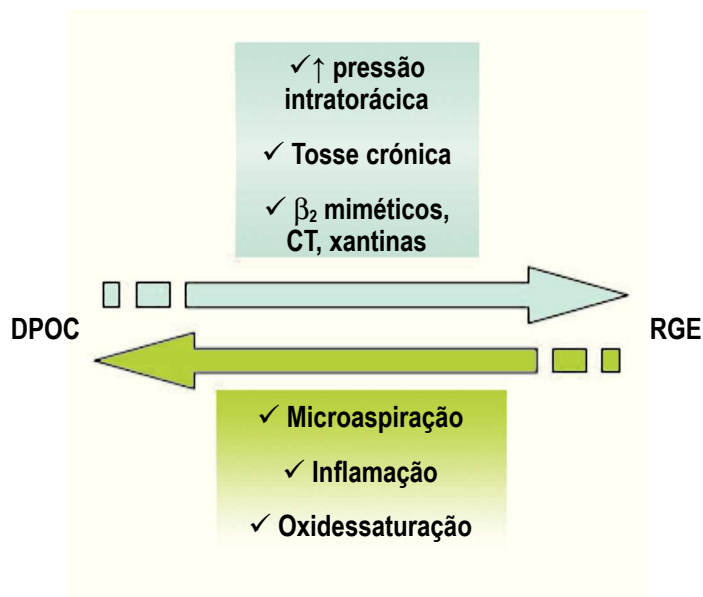 ✓↑ pressão
intratorácica
✓ Tosse crónica
✓ β₂ miméticos,
CT, xantinas
DPOC
RGE
✓ Microaspiração
✓ Inflamação
✓ Oxidessaturação